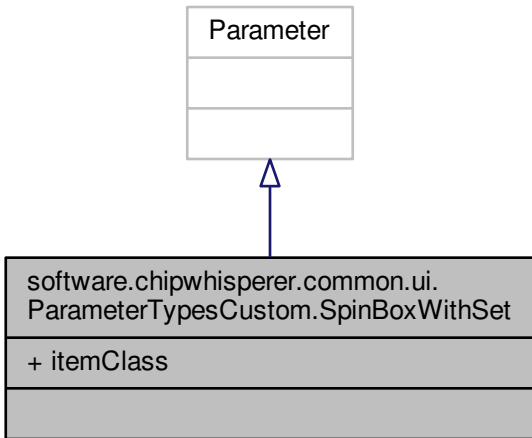 Parameter
software.chipwhisperer.common.ui.
ParameterTypesCustom.SpinBoxWithSet
+ itemClass